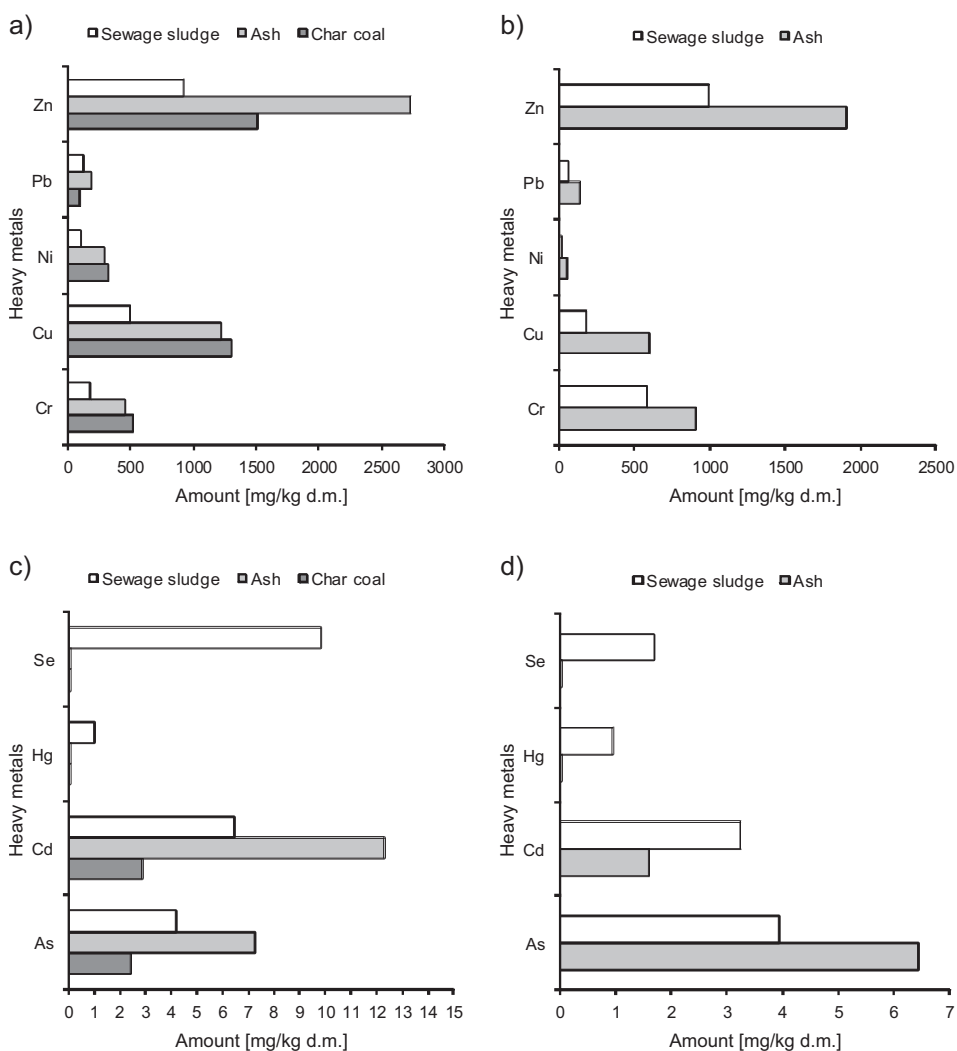 a)
Sewage sludge Ash Char coal
Heavy metals
Zn
Pb
Ni
Cu
Cr
0 500 1000 1500 2000 2500 3000
Amount [mg/kg d.m.]
b)
Sewage sludge Ash
Heavy metals
Zn
Pb
Ni
Cu
Cr
0 500 1000 1500 2000 2500
Amount [mg/kg d.m.]
c)
Sewage sludge Ash Char coal
Heavy metals
Se
Hg
Cd
As
0 1 2 3 4 5 6 7 8 9 10 11 12 13 14 15
Amount [mg/kg d.m.]
d)
Sewage sludge Ash
Heavy metals
Se
Hg
Cd
As
0 1 2 3 4 5 6 7
Amount [mg/kg d.m.]